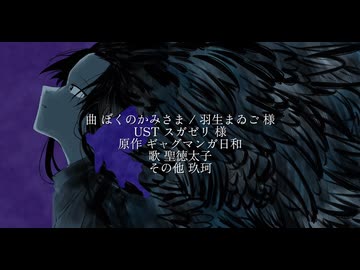 曲 ぼくのかみさま / 羽生まゐご 様
UST スガゼリ 様
原作 ギャグマンガ日和
歌 聖徳太子
その他 玖珂